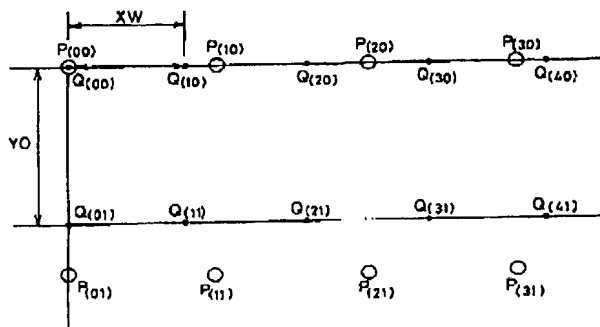 XW
P(00) P(10) P(20) P(30)
Q(00) Q(10) Q(20) Q(30) Q(40)
YO
Q(01) Q(11) Q(21) Q(31) Q(41)
P(01) P(11) P(21) P(31)